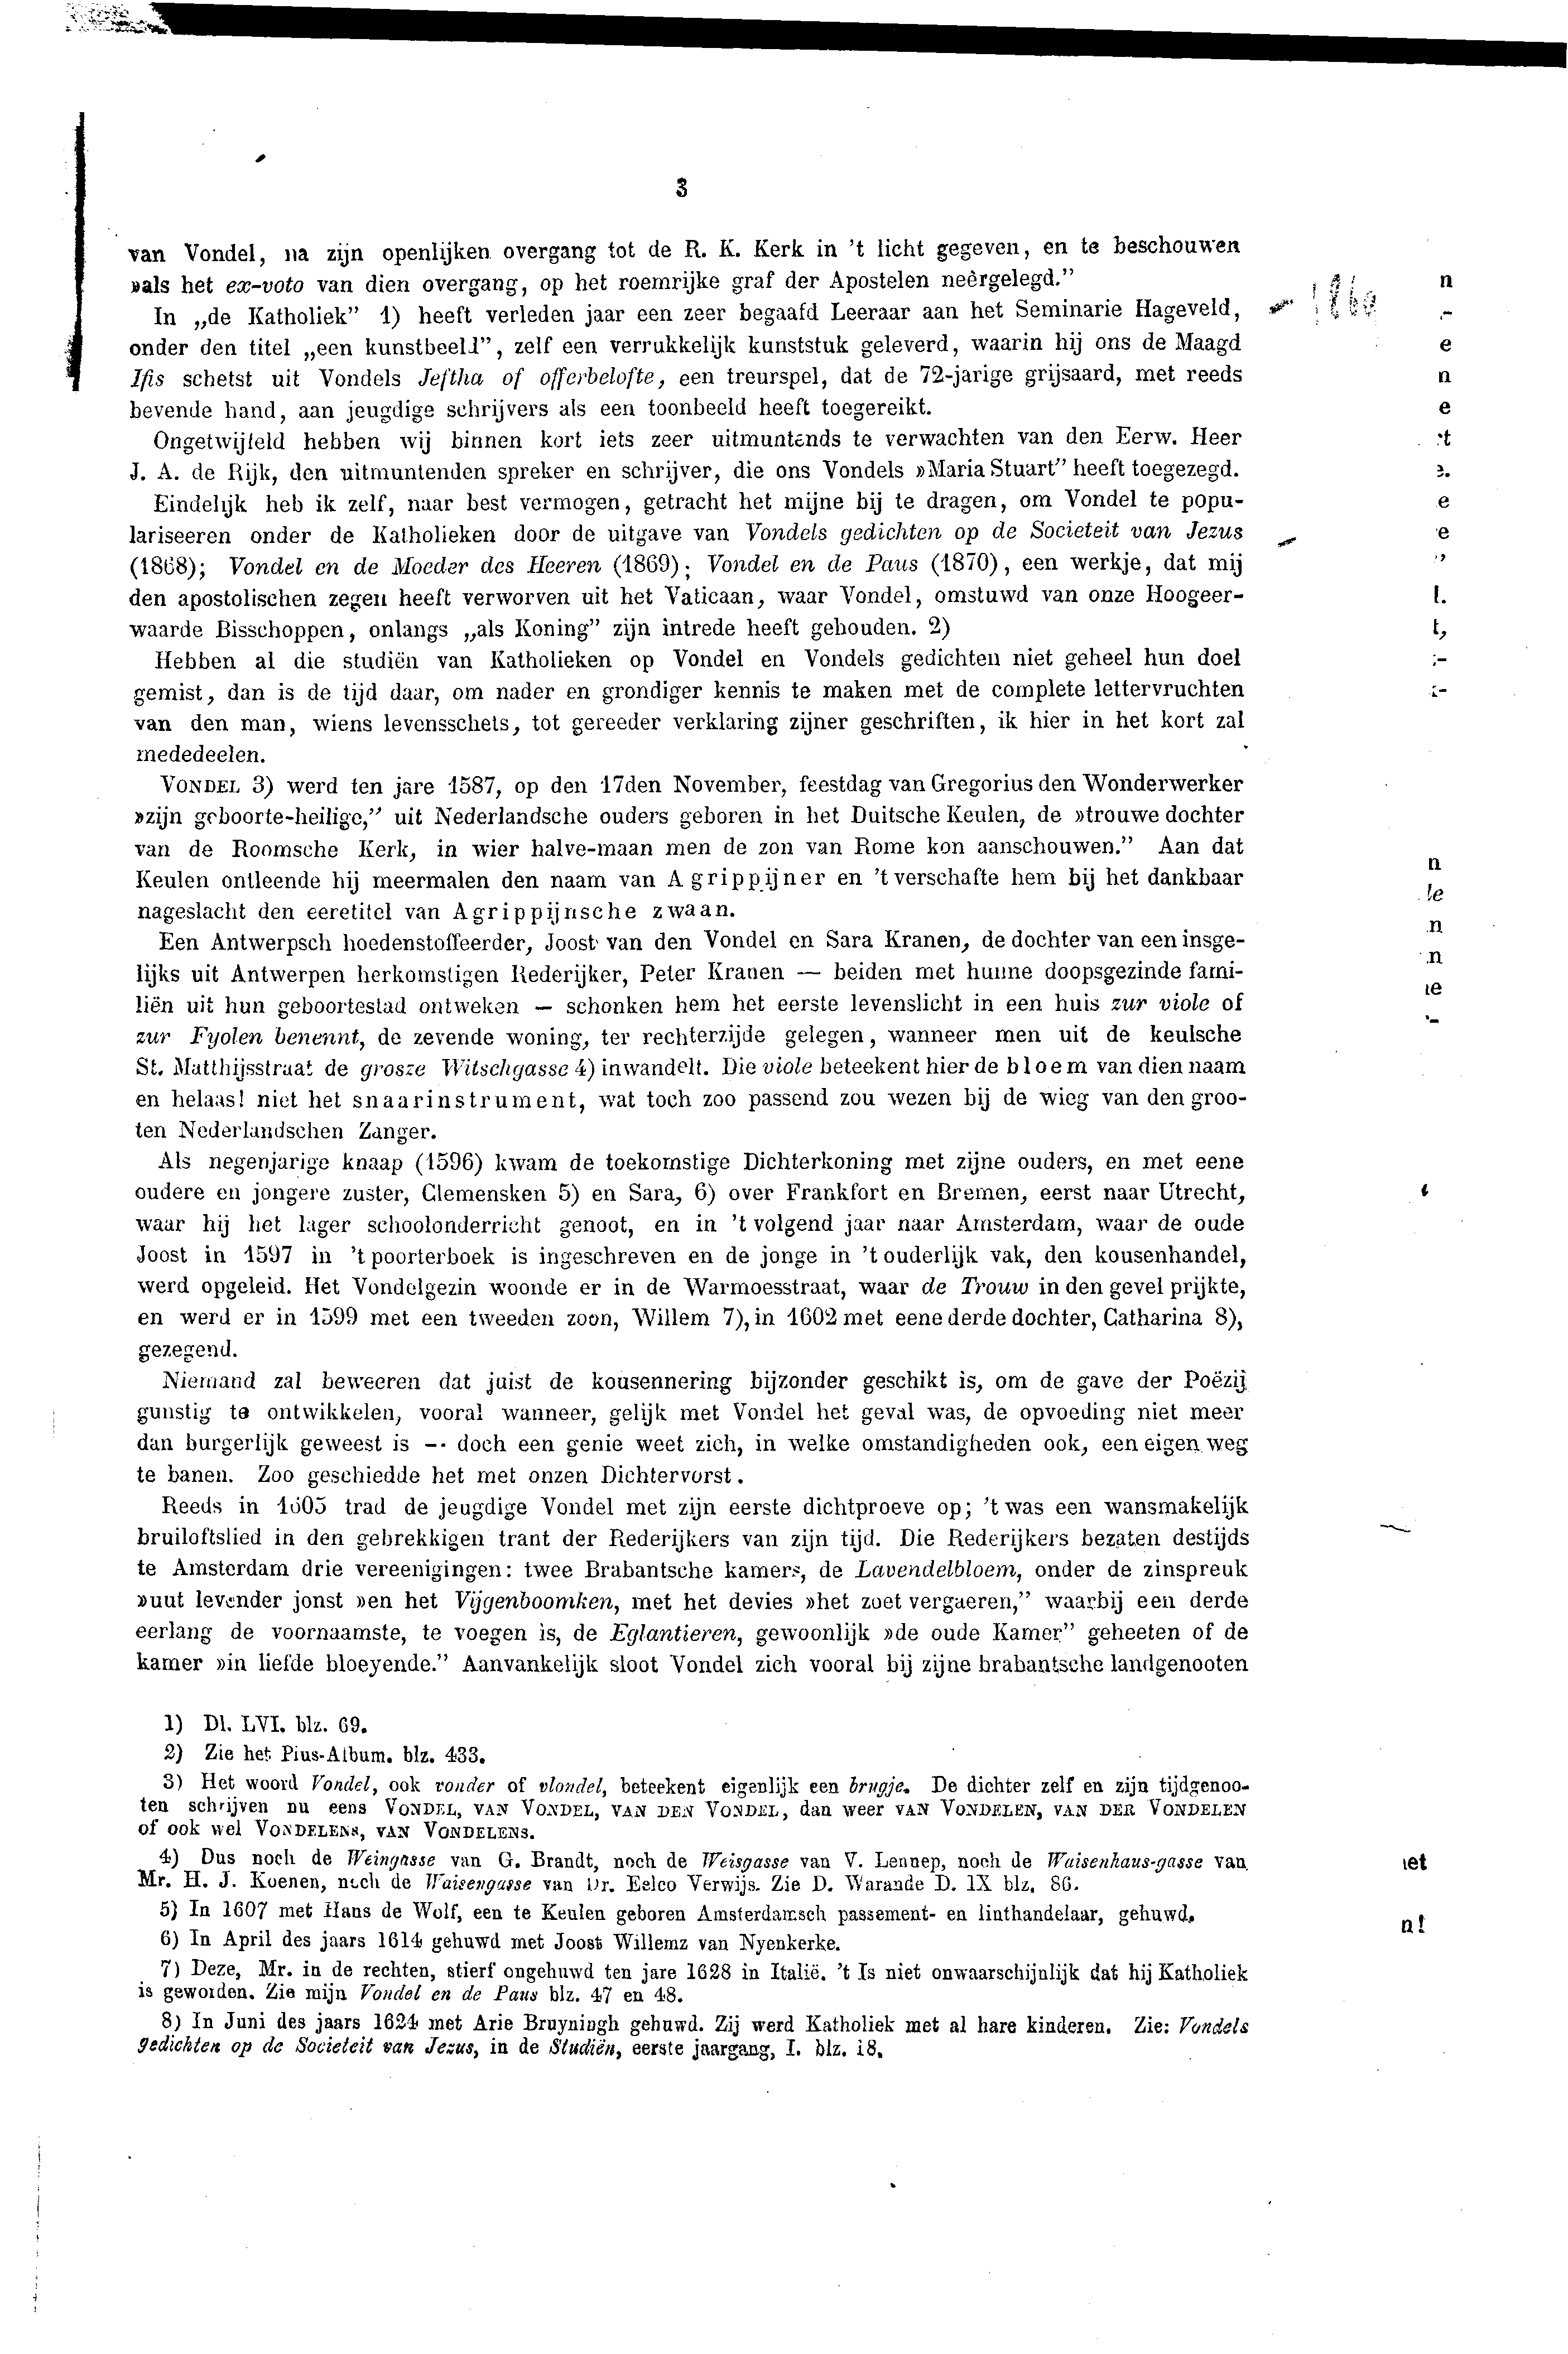 3
van Vondel, na zijn openlijken overgang tot de R. K. Kerk in 't licht gegeven, en te beschouwen
»als het ex-voto van dien overgang, op het roemrijke graf der Apostelen neêrgelegd."
In „de Katholiek" 1) heeft verleden jaar een zeer begaafd Leeraar aan het Seminarie Hageveld,
onder den titel „een kunstbeeld", zelf een verrukkelijk kunststuk geleverd, waarin hij ons de Maagd
Ifis schetst uit Vondels Jeftha of offerbelofte, een treurspel, dat de 72-jarige grijsaard, met reeds
bevende hand, aan jeugdige schrijvers als een toonbeeld heeft toegereikt.
Ongetwijfeld hebben wij binnen kort iets zeer uitmuntends te verwachten van den Eerw. Heer
J. A. de Rijk, den uitmuntenden spreker en schrijver, die ons Vondels »Maria Stuart" heeft toegezegd.
Eindelijk heb ik zelf, naar best vermogen, getracht het mijne bij te dragen, om Vondel te popu-
lariseeren onder de Katholieken door de uitgave van Vondels gedichten op de Societeit van Jezus
(1868); Vondel en de Moeder des Heeren (1869); Vondel en de Paus (1870), een werkje, dat mij
den apostolischen zegen heeft verworven uit het Vaticaan, waar Vondel, omstuwd van onze Hoogeer-
waarde Bisschoppen, onlangs „als Koning" zijn intrede heeft gehouden. 2)
Hebben al die studiën van Katholieken op Vondel en Vondels gedichten niet geheel hun doel
gemist, dan is de tijd daar, om nader en grondiger kennis te maken met de complete lettervruchten
van den man, wiens levensschets, tot gereeder verklaring zijner geschriften, ik hier in het kort zal
mededeelen.
VONDEL 3) werd ten jare 1587, op den 17den November, feestdag van Gregorius den Wonderwerker
»zijn geboorte-heilige," uit Nederlandsche ouders geboren in het Duitsche Keulen, de »trouwe dochter
van de Roomsche Kerk, in wier halve-maan men de zon van Rome kon aanschouwen." Aan dat
Keulen ontleende hij meermalen den naam van Agrippijner en 't verschafte hem bij het dankbaar
nageslacht den eeretitel van Agrippijnsche zwaan.
Een Antwerpsch hoedenstoffeerder, Joost van den Vondel en Sara Kranen, de dochter van een insge-
lijks uit Antwerpen herkomstigen Rederijker, Peter Kranen — beiden met hunne doopsgezinde fami-
liën uit hun geboortestad ontweken — schonken hem het eerste levenslicht in een huis zur viole of
zur Fyolen benennt, de zevende woning, ter rechterzijde gelegen, wanneer men uit de keulsche
St. Matthijsstraat de grosze Witschgasse 4) inwandelt. Die viole beteekent hier de bloem van dien naam
en helaas! niet het snaarinstrument, wat toch zoo passend zou wezen bij de wieg van den groo-
ten Nederlandschen Zanger.
Als negenjarige knaap (1596) kwam de toekomstige Dichterkoning met zijne ouders, en met eene
oudere en jongere zuster, Clemensken 5) en Sara, 6) over Frankfort en Bremen, eerst naar Utrecht,
waar hij het lager schoolonderricht genoot, en in 't volgend jaar naar Amsterdam, waar de oude
Joost in 1597 in 't poorterboek is ingeschreven en de jonge in 't ouderlijk vak, den kousenhandel,
werd opgeleid. Het Vondelgezin woonde er in de Warmoesstraat, waar de Trouw in den gevel prijkte,
en werd er in 1599 met een tweeden zoon, Willem 7), in 1602 met eene derde dochter, Catharina 8),
gezegend.
Niemand zal beweeren dat juist de kousennering bijzonder geschikt is, om de gave der Poëzij
gunstig te ontwikkelen, vooral wanneer, gelijk met Vondel het geval was, de opvoeding niet meer
dan burgerlijk geweest is — doch een genie weet zich, in welke omstandigheden ook, een eigen weg
te banen. Zoo geschiedde het met onzen Dichtervorst.
Reeds in 1605 trad de jeugdige Vondel met zijn eerste dichtproeve op; 't was een wansmakelijk
bruiloftslied in den gebrekkigen trant der Rederijkers van zijn tijd. Die Rederijkers bezaten destijds
te Amsterdam drie vereenigingen: twee Brabantsche kamers, de Lavendelbloem, onder de zinspreuk
»uut levender jonst »en het Vijgenboomken, met het devies »het zoet vergaeren," waarbij een derde
eerlang de voornaamste, te voegen is, de Eglantieren, gewoonlijk »de oude Kamer" geheeten of de
kamer »in liefde bloeyende." Aanvankelijk sloot Vondel zich vooral bij zijne brabantsche landgenooten
1) Dl. LVI. blz. 69.
2) Zie het Pius-Album. blz. 433.
3) Het woord Vondel, ook vonder of vlondel, beteekent eigenlijk een brugje. De dichter zelf en zijn tijdgenoo-
ten schrijven nu eens VONDEL, VAN VONDEL, VAN DEN VONDEL, dan weer VAN VONDELEN, VAN DER VONDELEN
of ook wel VONDELENS, VAN VONDELENS.
4) Dus noch de Weingasse van G. Brandt, noch de Weisgasse van V. Lennep, noch de Waisenhaus-gasse van
Mr. H. J. Koenen, noch de Waisengasse van Dr. Eelco Verwijs. Zie D. Warande D. IX blz. 86.
5) In 1607 met Hans de Wolf, een te Keulen geboren Amsterdamsch passement- en linthandelaar, gehuwd.
6) In April des jaars 1614 gehuwd met Joost Willemz van Nyenkerke.
7) Deze, Mr. in de rechten, stierf ongehuwd ten jare 1628 in Italië. 't Is niet onwaarschijnlijk dat hij Katholiek
is geworden. Zie mijn Vondel en de Paus blz. 47 en 48.
8) In Juni des jaars 1624 met Arie Bruyningh gehuwd. Zij werd Katholiek met al hare kinderen. Zie: Vondels
gedichten op de Societeit van Jezus, in de Studiën, eerste jaargang, I. blz. 18.